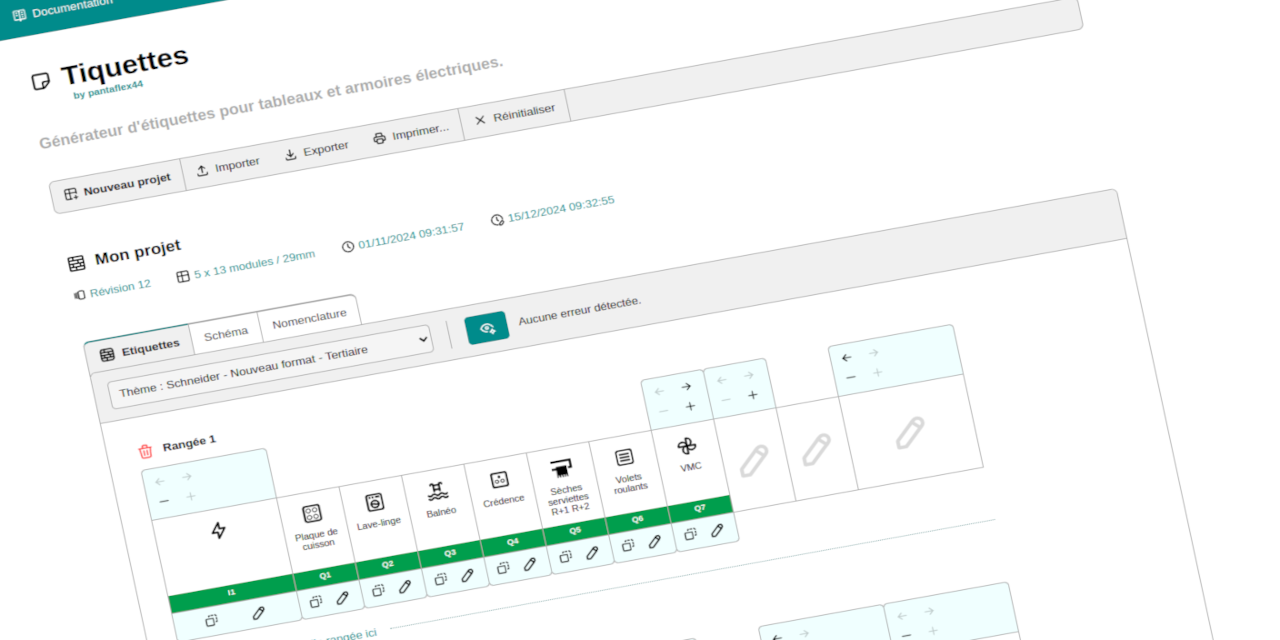 Documentation
Tiquettes
by pantaflex44
Générateur d'étiquettes pour tableaux et armoires électriques.
Nouveau projet
Importer
Exporter
Imprimer...
Réinitialiser
Mon projet
Révision 12
5 x 13 modules / 29mm
01/11/2024 09:31:57
15/12/2024 09:32:55
Etiquettes
Schéma
Nomenclature
Thème : Schneider - Nouveau format - Tertiaire
Aucune erreur détectée.
Rangée 1
Plaque de
cuisson
Lave-linge
Balnéo
Crédence
Sèches
serviettes
R+1 R+2
Volets
roulants
VMC
I1
Q1
Q2
Q3
Q4
Q5
Q6
Q7
rangée ici